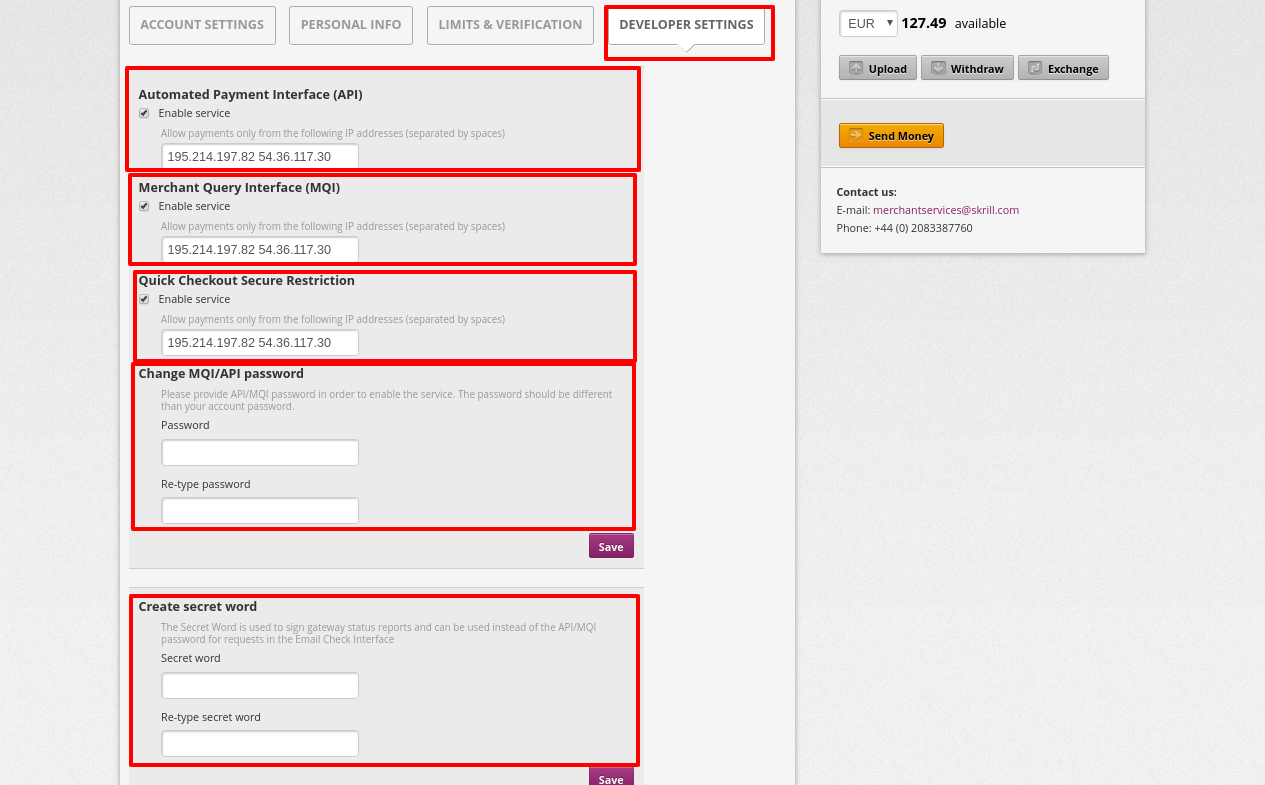 ACCOUNT SETTINGS
PERSONAL INFO
LIMITS & VERIFICATION
DEVELOPER SETTINGS
Automated Payment Interface (API)
Enable service
Allow payments only from the following IP addresses (separated by spaces)
195.214.197.82 54.36.117.30
Merchant Query Interface (MQI)
Enable service
Allow payments only from the following IP addresses (separated by spaces)
195.214.197.82 54.36.117.30
Quick Checkout Secure Restriction
Enable service
Allow payments only from the following IP addresses (separated by spaces)
195.214.197.82 54.36.117.30
Change MQI/API password
Please provide API/MQI password in order to enable the service. The password should be different
than your account password.
Password
Re-type password
Save
Create secret word
The Secret Word is used to sign gateway status reports and can be used instead of the API/MQI
password for requests in the Email Check Interface
Secret word
Re-type secret word
Save
EUR 127.49 available
Upload
Withdraw
Exchange
Send Money
Contact us:
E-mail: merchantservices@skrill.com
Phone: +44 (0) 2083387760